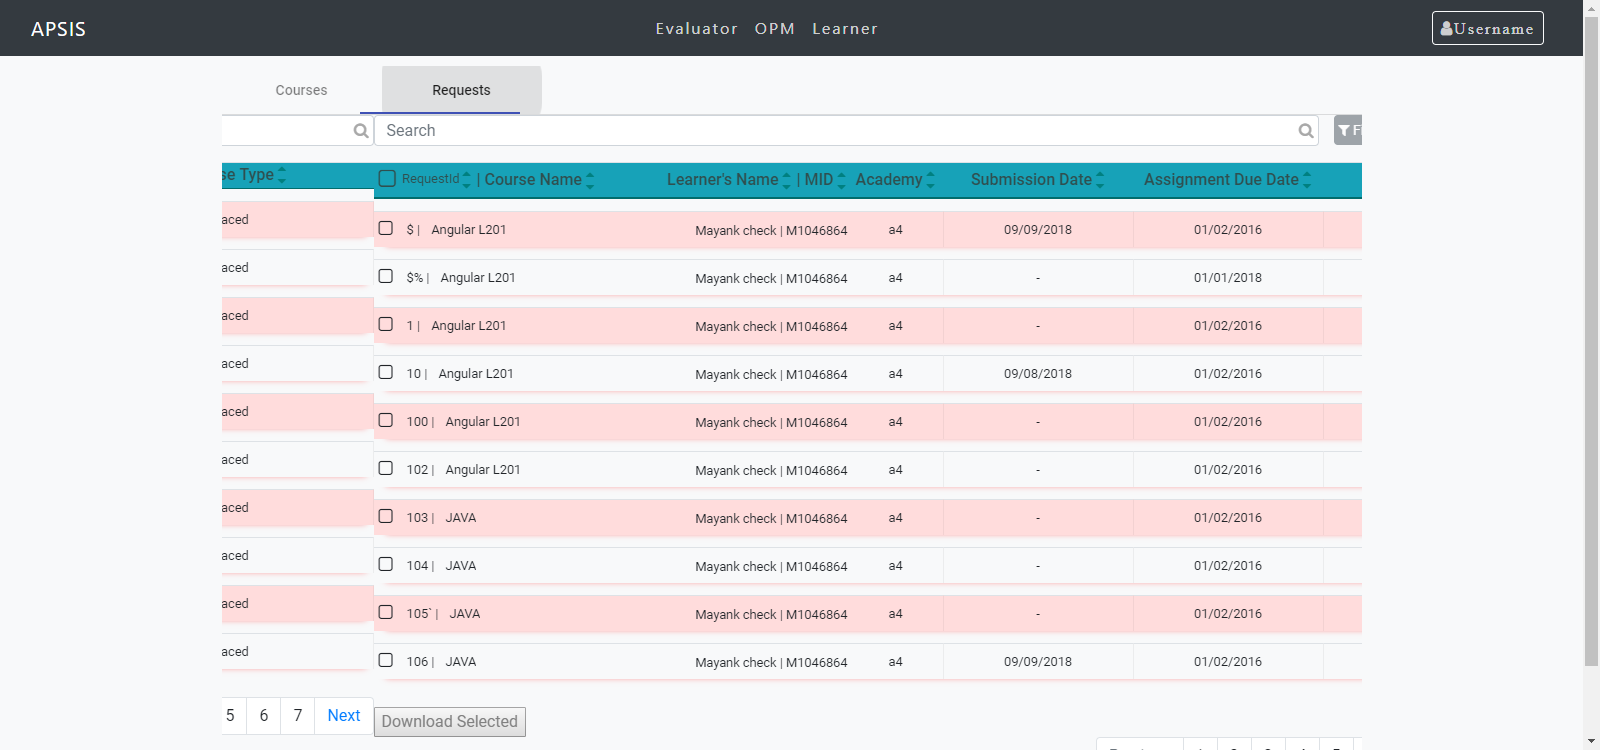 APSIS Evaluator OPM Learner Username
Courses Requests
Search
se Type RequestId | Course Name Learner's Name | MID Academy Submission Date Assignment Due Date
aced $ | Angular L201 Mayank check | M1046864 a4 09/09/2018 01/02/2016
aced $% | Angular L201 Mayank check | M1046864 a4 - 01/01/2018
aced 1 | Angular L201 Mayank check | M1046864 a4 - 01/02/2016
aced 10 | Angular L201 Mayank check | M1046864 a4 09/08/2018 01/02/2016
aced 100 | Angular L201 Mayank check | M1046864 a4 - 01/02/2016
aced 102 | Angular L201 Mayank check | M1046864 a4 - 01/02/2016
aced 103 | JAVA Mayank check | M1046864 a4 - 01/02/2016
aced 104 | JAVA Mayank check | M1046864 a4 - 01/02/2016
aced 105` | JAVA Mayank check | M1046864 a4 - 01/02/2016
aced 106 | JAVA Mayank check | M1046864 a4 09/09/2018 01/02/2016
5 6 7 Next Download Selected